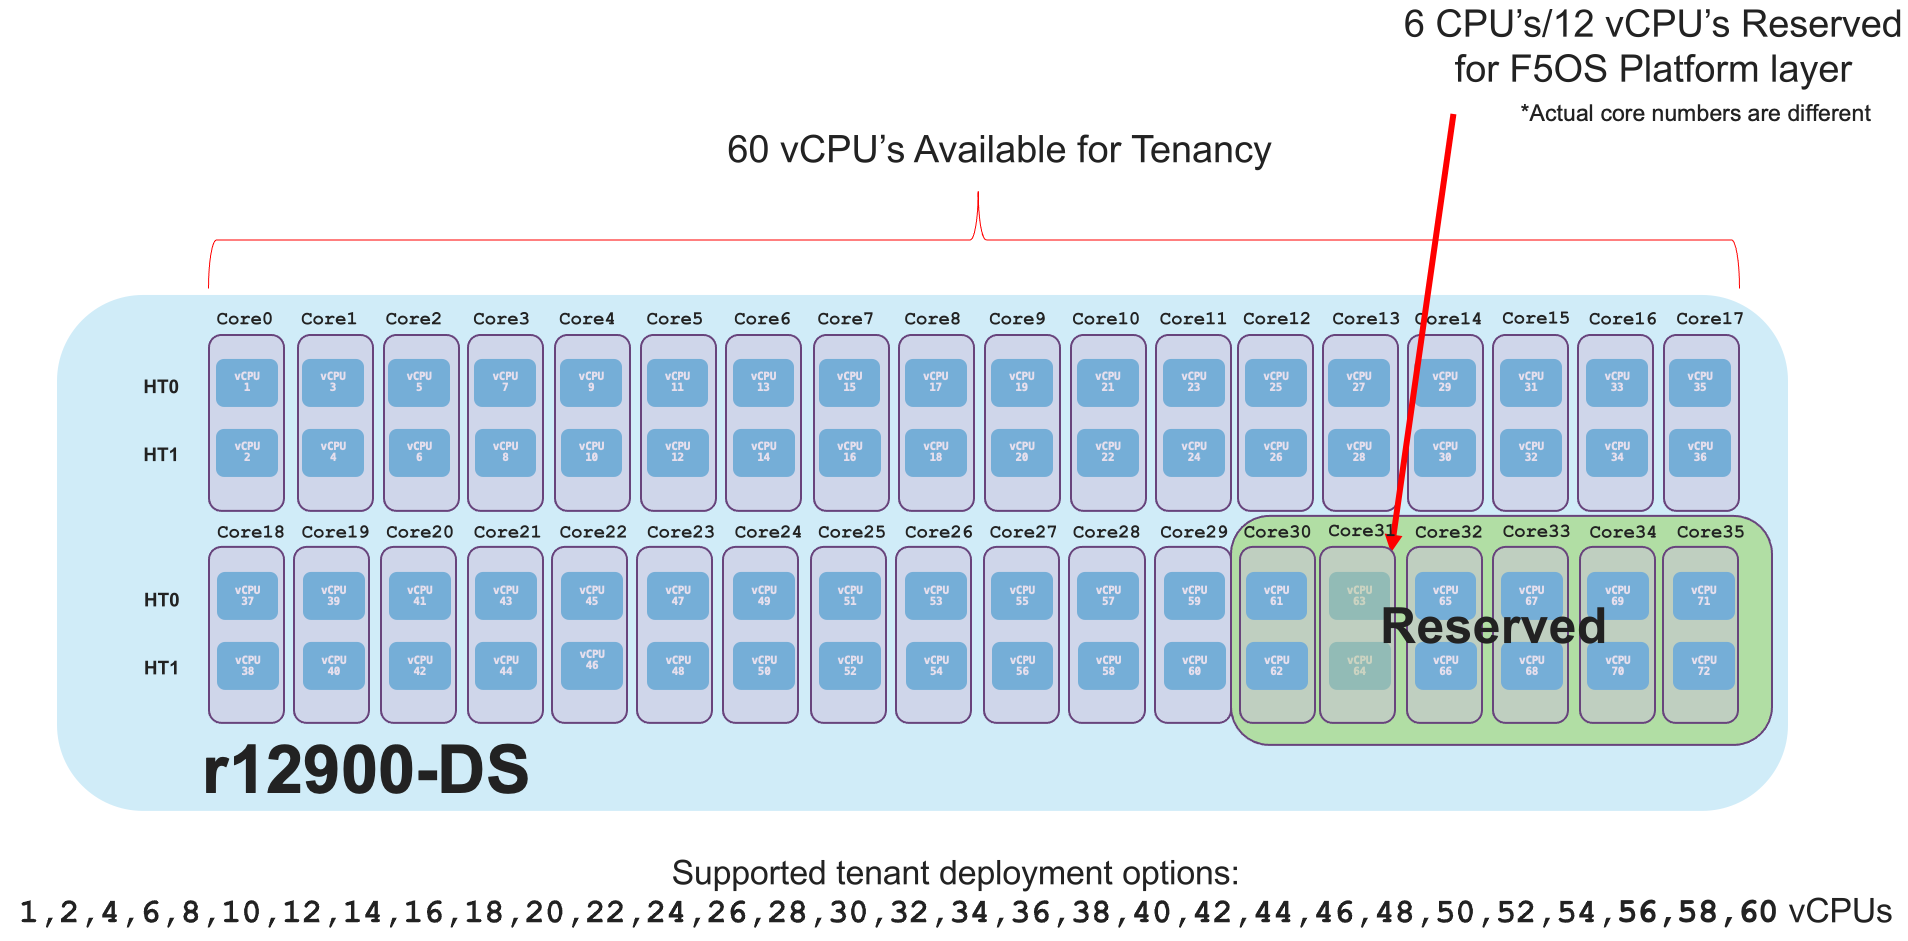 6 CPU’s/12 vCPU’s Reserved
for F5OS Platform layer
*Actual core numbers are different
60 vCPU’s Available for Tenancy
Core0 Core1 Core2 Core3 Core4 Core5 Core6 Core7 Core8 Core9 Core10 Core11 Core12 Core13 Core14 Core15 Core16 Core17
vCPU vCPU vCPU vCPU vCPU vCPU vCPU vCPU vCPU vCPU vCPU vCPU vCPU vCPU vCPU vCPU vCPU vCPU
HT0 1 3 5 7 9 11 13 15 17 19 21 23 25 27 29 31 33 35
vCPU vCPU vCPU vCPU vCPU vCPU vCPU vCPU vCPU vCPU vCPU vCPU vCPU vCPU vCPU vCPU vCPU vCPU
HT1 2 4 6 8 10 12 14 16 18 20 22 24 26 28 30 32 34 36
Core18 Core19 Core20 Core21 Core22 Core23 Core24 Core25 Core26 Core27 Core28 Core29 Core30 Core31 Core32 Core33 Core34 Core35
vCPU vCPU vCPU vCPU vCPU vCPU vCPU vCPU vCPU vCPU vCPU vCPU vCPU vCPU vCPU vCPU vCPU vCPU
HT0 37 39 41 43 45 47 49 51 53 55 57 59 61 63 65 67 69 71
Reserved
vCPU vCPU vCPU vCPU vCPU vCPU vCPU vCPU vCPU vCPU vCPU vCPU vCPU vCPU vCPU vCPU vCPU vCPU
HT1 38 40 42 44 46 48 50 52 54 56 58 60 62 64 66 68 70 72
r12900-DS
Supported tenant deployment options:
1,2,4,6,8,10,12,14,16,18,20,22,24,26,28,30,32,34,36,38,40,42,44,46,48,50,52,54,56,58,60 vCPUs